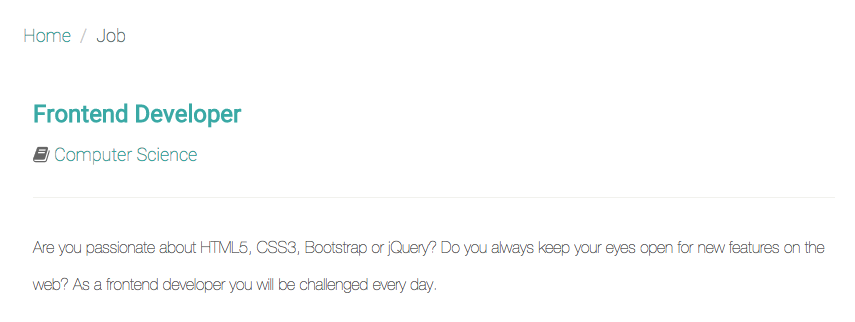 Home / Job
Frontend Developer
Computer Science
Are you passionate about HTML5, CSS3, Bootstrap or jQuery? Do you always keep your eyes open for new features on the
web? As a frontend developer you will be challenged every day.